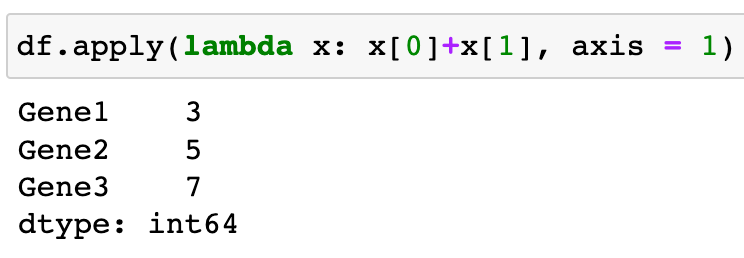 df.apply(lambda x: x[0]+x[1], axis = 1)
Gene1    3
Gene2    5
Gene3    7
dtype: int64